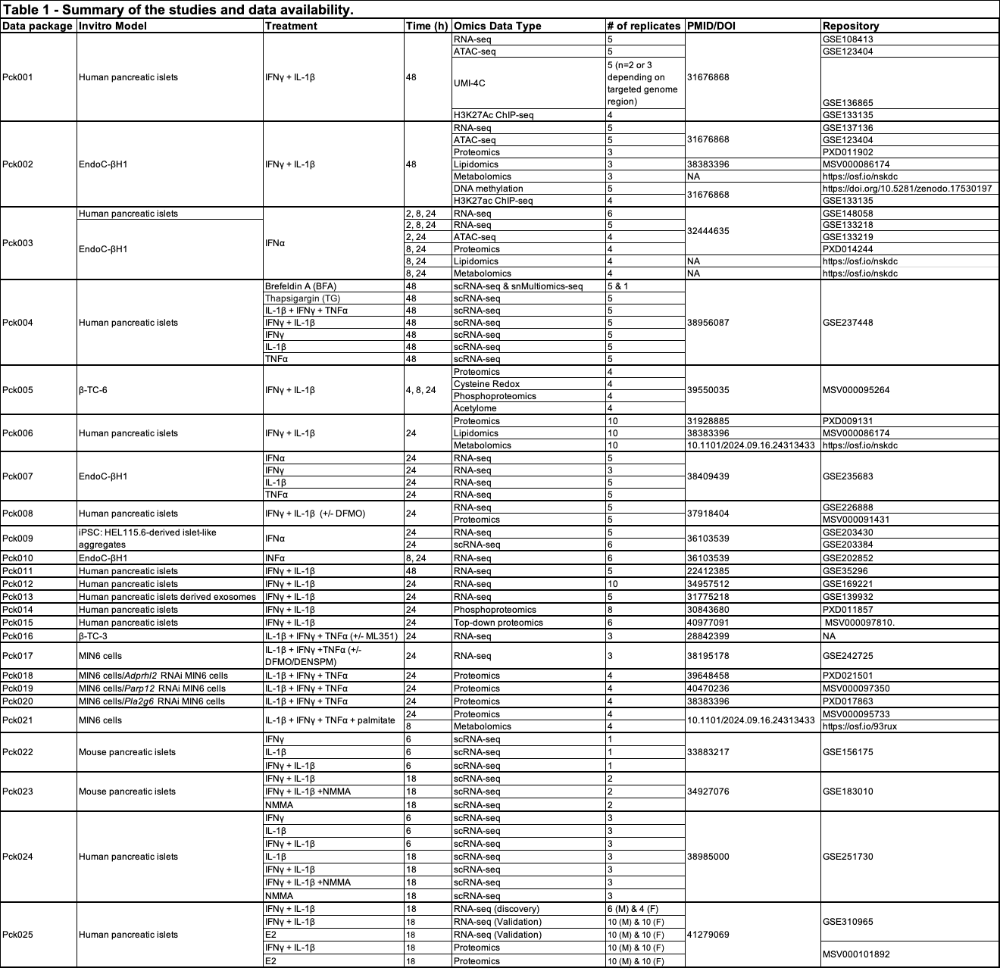 Table 1 - Summary of the studies and data availability.
Data package Invitro Model Treatment Time (h) Omics Data Type # of replicates PMID/DOI Repository
Pck001 Human pancreatic islets IFNγ + IL-1β 48 RNA-seq 5 31676868 GSE108413
ATAC-seq 5 GSE123404
UMI-4C 5 (n=2 or 3
depending on
targeted genome
region) GSE136865
H3K27Ac ChIP-seq 4 GSE133135
Pck002 EndoC-βH1 IFNγ + IL-1β 48 RNA-seq 5 31676868 GSE137136
ATAC-seq 5 GSE123404
Proteomics 3 PXD011902
Lipidomics 3 38383396 MSV000086174
Metabolomics 3 NA https://osf.io/nskdc
DNA methylation 5 31676868 https://doi.org/10.5281/zenodo.17530197
H3K27ac ChIP-seq 4 GSE133135
Pck003 Human pancreatic islets IFNα 2, 8, 24 RNA-seq 6 32444635 GSE148058
EndoC-βH1 2, 8, 24 RNA-seq 5 GSE133218
2, 24 ATAC-seq 4 GSE133219
8, 24 Proteomics 4 PXD014244
8, 24 Lipidomics 4 NA https://osf.io/nskdc
8, 24 Metabolomics 4 NA https://osf.io/nskdc
Pck004 Human pancreatic islets Brefeldin A (BFA) 48 scRNA-seq & snMultiomics-seq 5 & 1 38956087 GSE237448
Thapsigargin (TG) 48 scRNA-seq 5
IL-1β + IFNγ + TNFα 48 scRNA-seq 5
IFNγ + IL-1β 48 scRNA-seq 5
IFNγ 48 scRNA-seq 5
IL-1β 48 scRNA-seq 5
TNFα 48 scRNA-seq 5
Pck005 β-TC-6 IFNγ + IL-1β 4, 8, 24 Proteomics 4 39550035 MSV000095264
Cysteine Redox 4
Phosphoproteomics 4
Acetylome 4
Pck006 Human pancreatic islets IFNγ + IL-1β 24 Proteomics 10 31928885 PXD009131
Lipidomics 10 38383396 MSV000086174
Metabolomics 10 10.1101/2024.09.16.24313433 https://osf.io/nskdc
Pck007 EndoC-βH1 IFNα 24 RNA-seq 5 38409439 GSE235683
IFNγ 24 RNA-seq 3
IL-1β 24 RNA-seq 5
TNFα 24 RNA-seq 5
Pck008 Human pancreatic islets IFNγ + IL-1β (+/- DFMO) 24 RNA-seq 5 37918404 GSE226888
Proteomics 5 MSV000091431
Pck009 iPSC: HEL115.6-derived islet-like
aggregates IFNα 24 RNA-seq 5 36103539 GSE203430
24 scRNA-seq 6 GSE203384
Pck010 EndoC-βH1 INFα 8, 24 RNA-seq 6 36103539 GSE202852
Pck011 Human pancreatic islets IFNγ + IL-1β 48 RNA-seq 5 22412385 GSE35296
Pck012 Human pancreatic islets IFNγ + IL-1β 24 RNA-seq 10 34957512 GSE169221
Pck013 Human pancreatic islets derived exosomes IFNγ + IL-1β 24 RNA-seq 5 31775218 GSE139932
Pck014 Human pancreatic islets IFNγ + IL-1β 24 Phosphoproteomics 8 30843680 PXD011857
Pck015 Human pancreatic islets IFNγ + IL-1β 24 Top-down proteomics 6 40977091 MSV000097810.
Pck016 β-TC-3 IL-1β + IFNγ + TNFα (+/- ML351) 24 RNA-seq 3 28842399 NA
Pck017 MIN6 cells IL-1β + IFNγ +TNFα (+/-
DFMO/DENSPM) 24 RNA-seq 3 38195178 GSE242725
Pck018 MIN6 cells/Adprhl2 RNAi MIN6 cells IL-1β + IFNγ + TNFα 24 Proteomics 4 39648458 PXD021501
Pck019 MIN6 cells/Parp12 RNAi MIN6 cells IL-1β + IFNγ + TNFα 24 Proteomics 4 40470236 MSV000097350
Pck020 MIN6 cells/Pla2g6 RNAi MIN6 cells IL-1β + IFNγ + TNFα 24 Proteomics 4 38383396 PXD017863
Pck021 MIN6 cells IL-1β + IFNγ + TNFα + palmitate 24 Proteomics 4 10.1101/2024.09.16.24313433 MSV000095733
8 Metabolomics 4 https://osf.io/93rux
Pck022 Mouse pancreatic islets IFNγ 6 scRNA-seq 1 33883217 GSE156175
IL-1β 6 scRNA-seq 1
IFNγ + IL-1β 6 scRNA-seq 1
Pck023 Mouse pancreatic islets IFNγ + IL-1β 18 scRNA-seq 2 34927076 GSE183010
IFNγ + IL-1β +NMMA 18 scRNA-seq 2
NMMA 18 scRNA-seq 2
Pck024 Human pancreatic islets IFNγ 6 scRNA-seq 3 38985000 GSE251730
IL-1β 6 scRNA-seq 3
IFNγ + IL-1β 6 scRNA-seq 3
IL-1β 18 scRNA-seq 3
IFNγ + IL-1β 18 scRNA-seq 3
IFNγ + IL-1β +NMMA 18 scRNA-seq 3
NMMA 18 scRNA-seq 3
Pck025 Human pancreatic islets IFNγ + IL-1β 18 RNA-seq (discovery) 6 (M) & 4 (F) 41279069 GSE310965
IFNγ + IL-1β 18 RNA-seq (Validation) 10 (M) & 10 (F)
E2 18 RNA-seq (Validation) 10 (M) & 10 (F)
IFNγ + IL-1β 18 Proteomics 10 (M) & 10 (F) MSV000101892
E2 18 Proteomics 10 (M) & 10 (F)